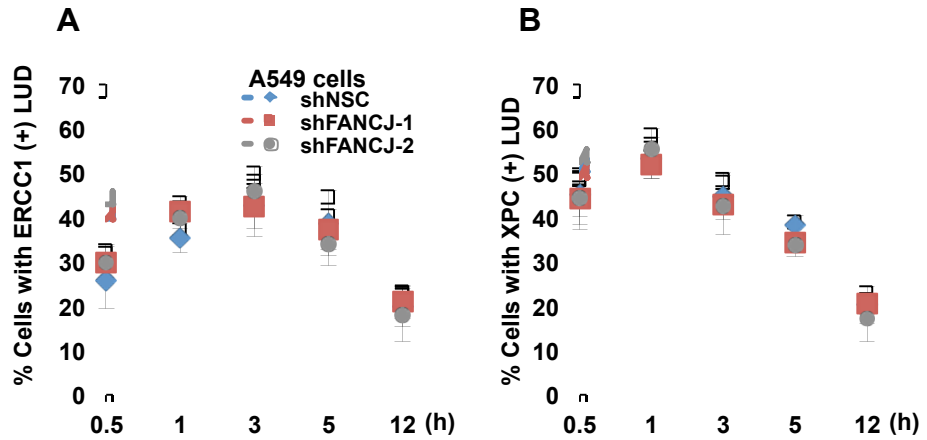 A
% Cells with ERCC1 (+) LUD
70
60
50
40
30
20
10
0
A549 cells
shNSC
shFANCJ-1
shFANCJ-2
0.5 1 3 5 12 (h)
B
% Cells with XPC (+) LUD
70
60
50
40
30
20
10
0
0.5 1 3 5 12 (h)